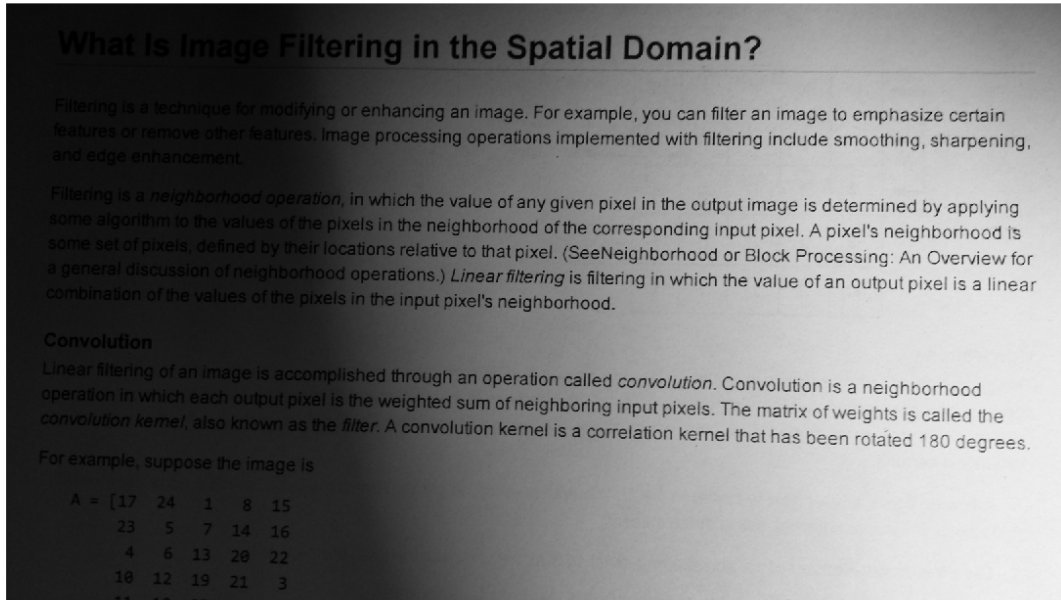 What Is Image Filtering in the Spatial Domain?
Filtering is a technique for modifying or enhancing an image. For example, you can filter an image to emphasize certain
features or remove other features. Image processing operations implemented with filtering include smoothing, sharpening,
and edge enhancement.
Filtering is a neighborhood operation, in which the value of any given pixel in the output image is determined by applying
some algorithm to the values of the pixels in the neighborhood of the corresponding input pixel. A pixel's neighborhood is
some set of pixels, defined by their locations relative to that pixel. (SeeNeighborhood or Block Processing: An Overview for
a general discussion of neighborhood operations.) Linear filtering is filtering in which the value of an output pixel is a linear
combination of the values of the pixels in the input pixel's neighborhood.
Convolution
Linear filtering of an image is accomplished through an operation called convolution. Convolution is a neighborhood
operation in which each output pixel is the weighted sum of neighboring input pixels. The matrix of weights is called the
convolution kernel, also known as the filter. A convolution kernel is a correlation kernel that has been rotated 180 degrees.
For example, suppose the image is
A = [17 24 1 8 15
23 5 7 14 16
4 6 13 20 22
10 12 19 21 3